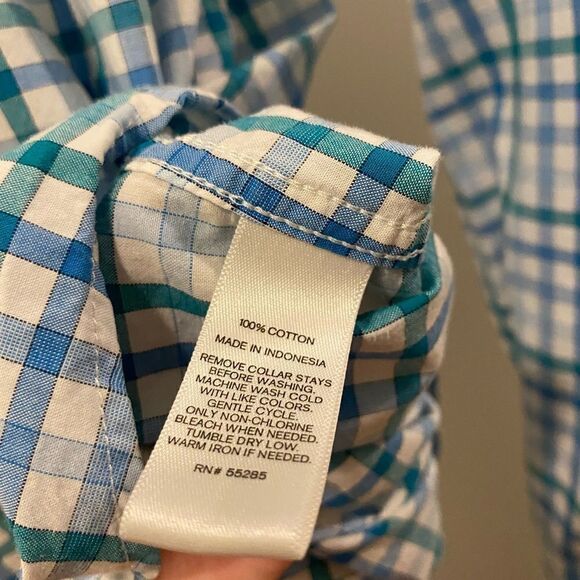 100% COTTON
MADE IN INDONESIA
REMOVE COLLAR STAYS
BEFORE WASHING.
MACHINE WASH COLD
WITH LIKE COLORS.
GENTLE CYCLE.
ONLY NON-CHLORINE
BLEACH WHEN NEEDED.
TUMBLE DRY LOW.
WARM IRON IF NEEDED.
RN# 55285